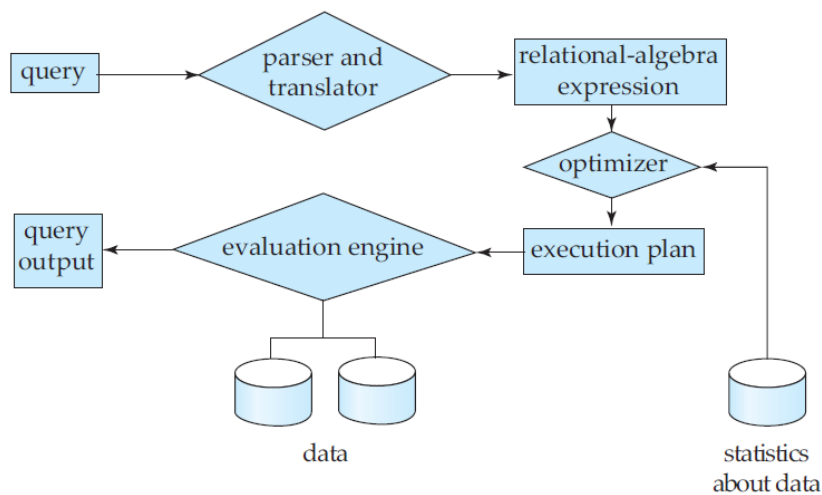 query
parser and
translator
relational-algebra
expression
optimizer
query
output
evaluation engine
execution plan
data
statistics
about data